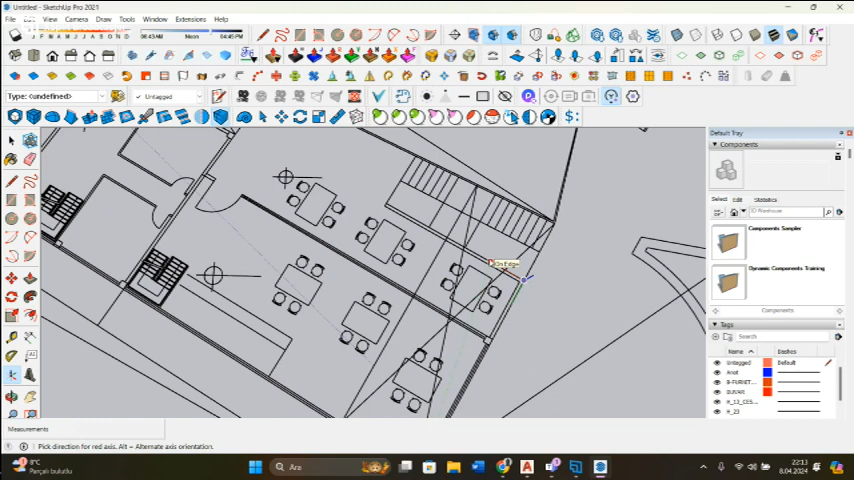 Untitled - SketchUp Pro 2021
View Camera Draw Tools Window Extensions Help
06:43 AM Noon 04:45 PM
Type: <undefined>
Untagged
Default Tray
Components
Select Edit Statistics
3D Warehouse
Components Sampler
Dynamic Components Training
Components
Tags
Search
Name Dashes
Untagged Default
Anot
B-FURNIT...
DUVAR
H_13_CES...
H_23
On Edge
Measurements
Pick direction for red axis. Alt = Alternate axis orientation.
8°C
Parçalı bulutlu
Ara
22:13
8.04.2024